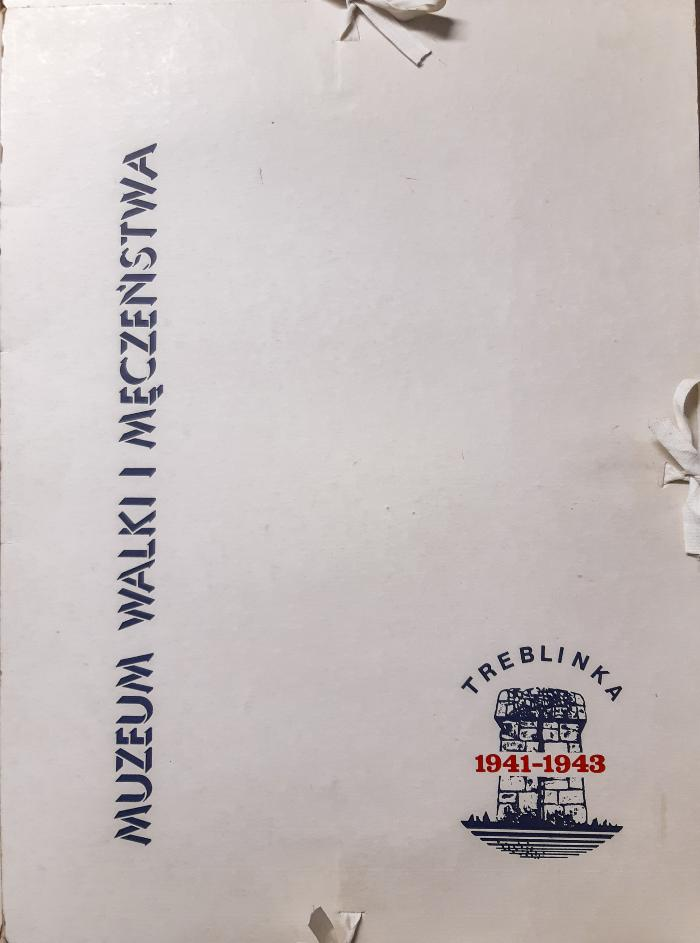 MUZEUM WALKI I MĘCZEŃSTWA
TREBLINKA
1941-1943